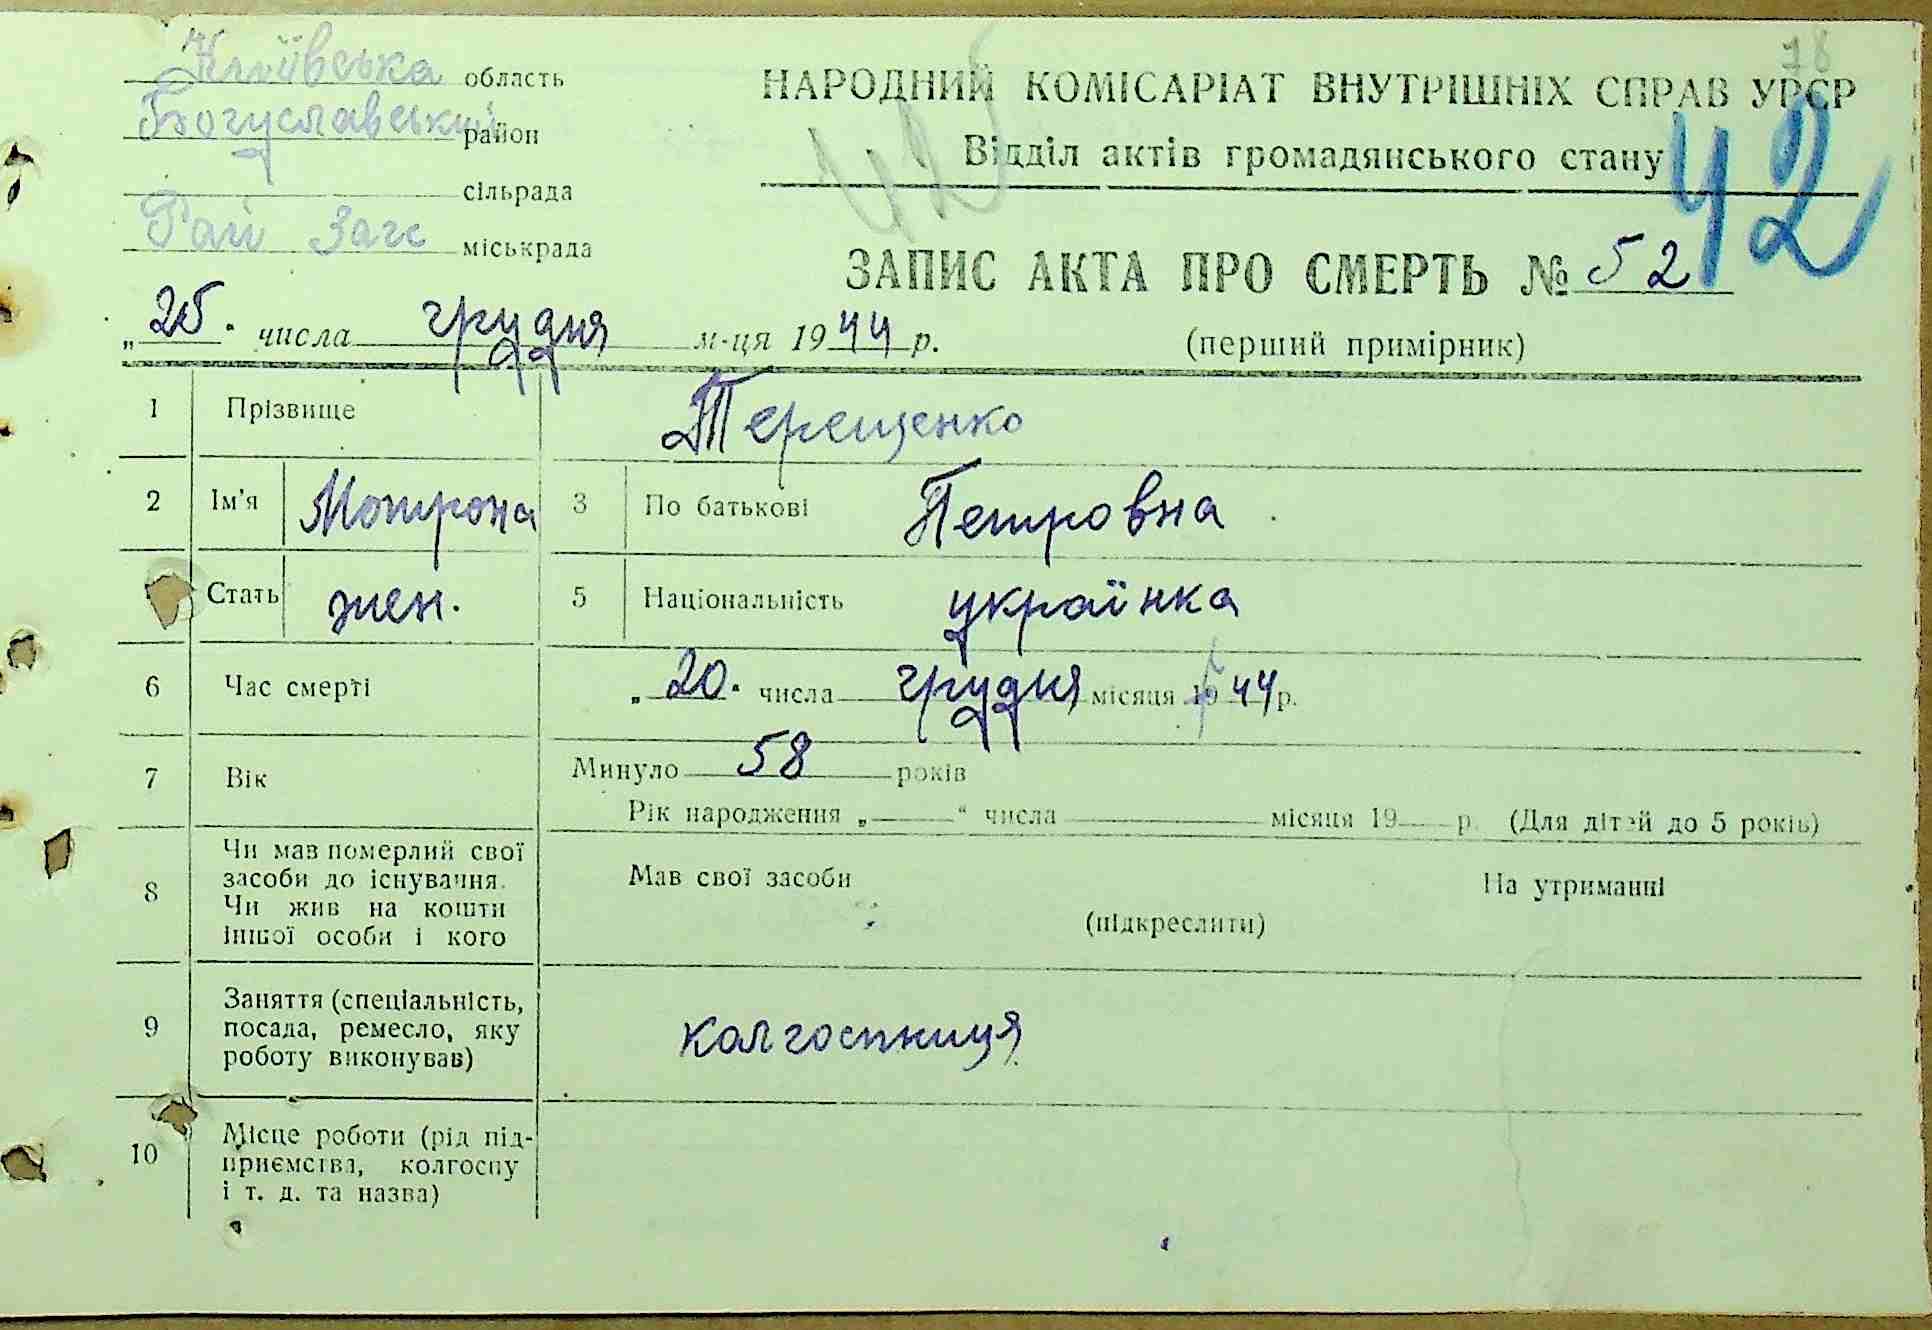 Київська область
Богуславський район
сільрада
Рай Загс міськрада
78
НАРОДНИЙ КОМІСАРІАТ ВНУТРІШНІХ СПРАВ УРСР
Відділ актів громадянського стану
42
42
ЗАПИС АКТА ПРО СМЕРТЬ № 52
(перший примірник)
„25" числа грудня м-ця 1944 р.
1 Прізвище Терещенко
2 Ім'я Мотрона 3 По батькові Петровна
Стать жен. 5 Національність українка
6 Час смерті „20" числа грудня місяця 1944 р.
7 Вік Минуло 58 років
Рік народження „ “ числа місяця 19 р. (Для дітей до 5 років)
8 Чи мав померлий свої
засоби до існування.
Чи жив на кошти
іншої особи і кого
Мав свої засоби На утриманні
(підкреслити)
9 Заняття (спеціальність,
посада, ремесло, яку
роботу виконував)
колгоспниця
10 Місце роботи (рід під-
приємства, колгоспу
і т. д. та назва)